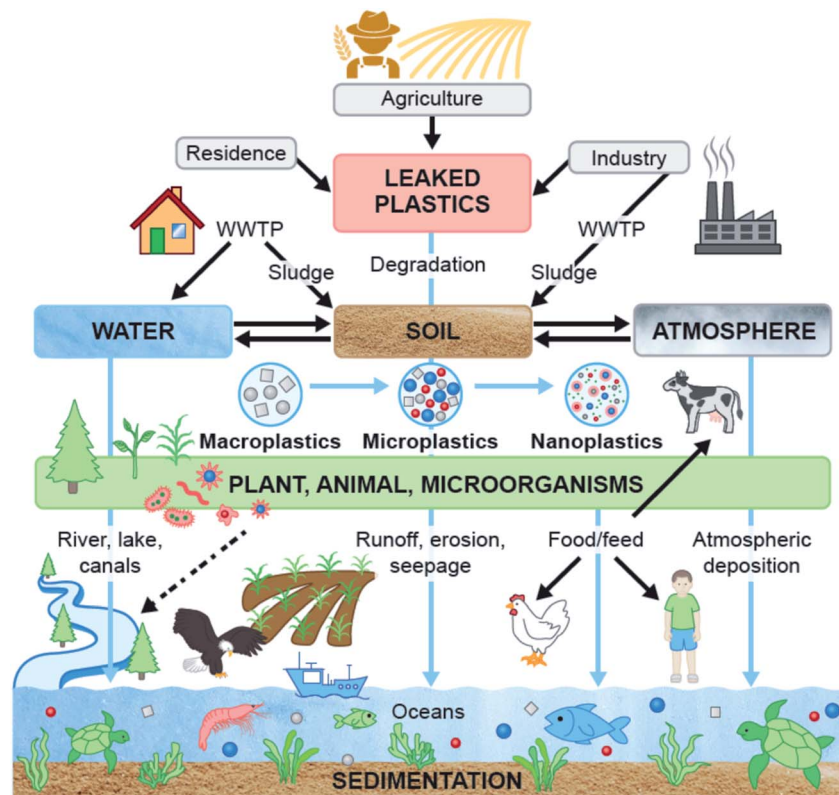 Agriculture
Residence
Industry
LEAKED
PLASTICS
WWTP
WWTP
Sludge
Degradation
Sludge
WATER
SOIL
ATMOSPHERE
Macroplastics
Microplastics
Nanoplastics
PLANT, ANIMAL, MICROORGANISMS
River, lake,
canals
Runoff, erosion,
seepage
Food/feed
Atmospheric
deposition
Oceans
SEDIMENTATION